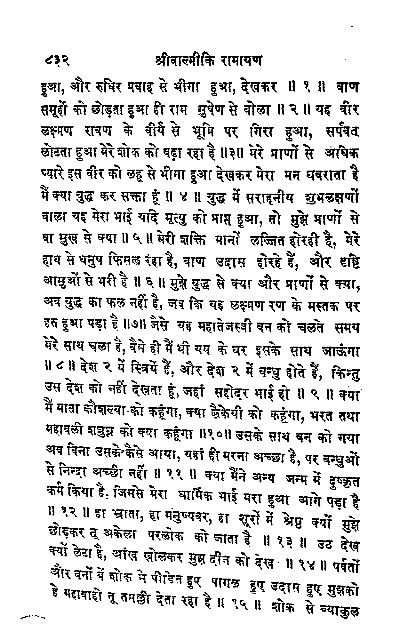 ८३२ श्रीवाल्मीकि रामायण
हुआ, और रुधिर प्रवाह से भीगा हुआ, देखकर ॥ १ ॥ बाण
समूहों को छोड़ता हुआ ही राम सुषेण से बोला ॥ २ ॥ यह वीर
लक्ष्मण रावण के वीर्य से भूमि पर गिरा हुआ, सर्पवत्
लोटता हुआ मेरे शोक को बढ़ा रहा है ॥३॥ मेरे प्राणों से अधिक
प्यारे इस वीर को लहू से भीगा हुआ देखकर मेरा मन घबराता है
मैं क्या युद्ध कर सक्ता हूं ॥ ४ ॥ युद्ध में सराहनीय शुभलक्षणों
वाला यह मेरा भाई यदि मृत्यु को प्राप्त हुआ, तो मुझे प्राणों से
वा सुख से क्या ॥ ५ ॥ मेरी शक्ति मानों लज्जित होरही है, मेरे
हाथ से धनुष फिसल रहा है, बाण उदास होरहे हैं, और दृष्टि
आसुओं से भरी है ॥ ६ ॥ मुझे युद्ध से क्या और प्राणों से क्या,
अब युद्ध का फल नहीं है, जब कि यह लक्ष्मण रण के मस्तक पर
हत हुआ पड़ा है ॥७॥ जैसे यह महातेजस्वी वन को चलते समय
मेरे साथ चला है, वैसे ही मैं भी यम के घर इसके साथ जाऊंगा
॥ ८ ॥ देश २ में स्त्रियें हैं, और देश २ में बन्धु होते हैं, किन्तु
उस देश को नहीं देखता हूं, जहां सहोदर भाई हो ॥ ९ ॥ क्या
मैं माता कौशल्या को कहूंगा, क्या कैकेयी को कहूंगा, भरत तथा
महाबली शत्रुघ्न को क्या कहूंगा ॥१०॥ उसके साथ बन को गया
अब बिना उसके कैसे आया, यहां ही मरना अच्छा है, पर बन्धुओं
से निन्दा अच्छी नहीं ॥ ११ ॥ क्या मैंने अन्य जन्म में दुष्कृत
कर्म किया है, जिससे मेरा धार्मिक भाई मरा हुआ आगे पड़ा है
॥ १२ ॥ हा भ्राता, हा मनुष्यवर, हा शूरों में श्रेष्ठ क्यों मुझे
छोड़कर तू अकेला परलोक को जाता है ॥ १३ ॥ उठ देख
क्यों लेटा है, आंख खोलकर मुझ दीन को देख ॥ १४ ॥ पर्वतों
और वनों में शोक से पीडित हुए पागल हुए उदास हुए मुझको
हे महाबाहो तू तसल्ली देता रहा है ॥ १५ ॥ शोक से व्याकुल